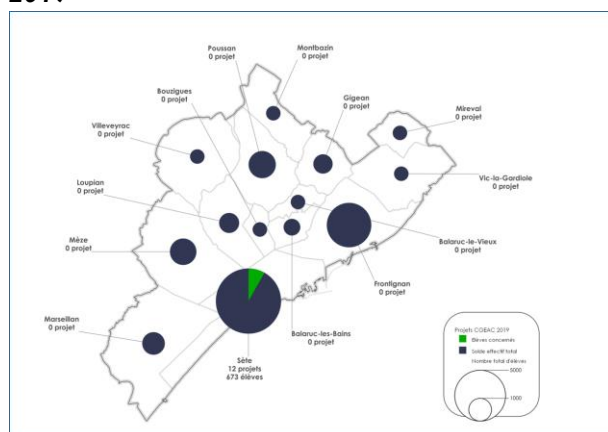 Poussan
0 projet
Montbazin
0 projet
Bouzigues
0 projet
Gigean
0 projet
Mireval
0 projet
Villeveyrac
0 projet
Loupian
0 projet
Vic-la-Gardiole
0 projet
Mèze
0 projet
Balaruc-le-Vieux
0 projet
Frontignan
0 projet
Marseillan
0 projet
Balaruc-les-Bains
0 projet
Sète
12 projets
673 élèves
Projets CGEAC 2019
Elèves concernés
Solde effectif total
Nombre total d'élèves
5000
1000